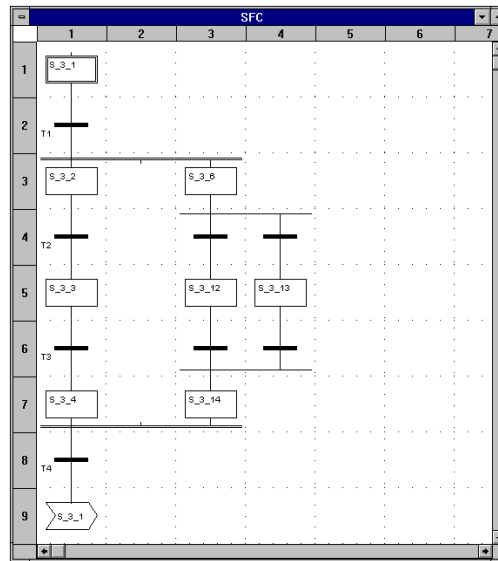 SFC
1 2 3 4 5 6 7
1 S_3_1
2 T1
3 S_3_2 S_3_6
4 T2
5 S_3_3 S_3_12 S_3_13
6 T3
7 S_3_4 S_3_14
8 T4
9 S_3_1